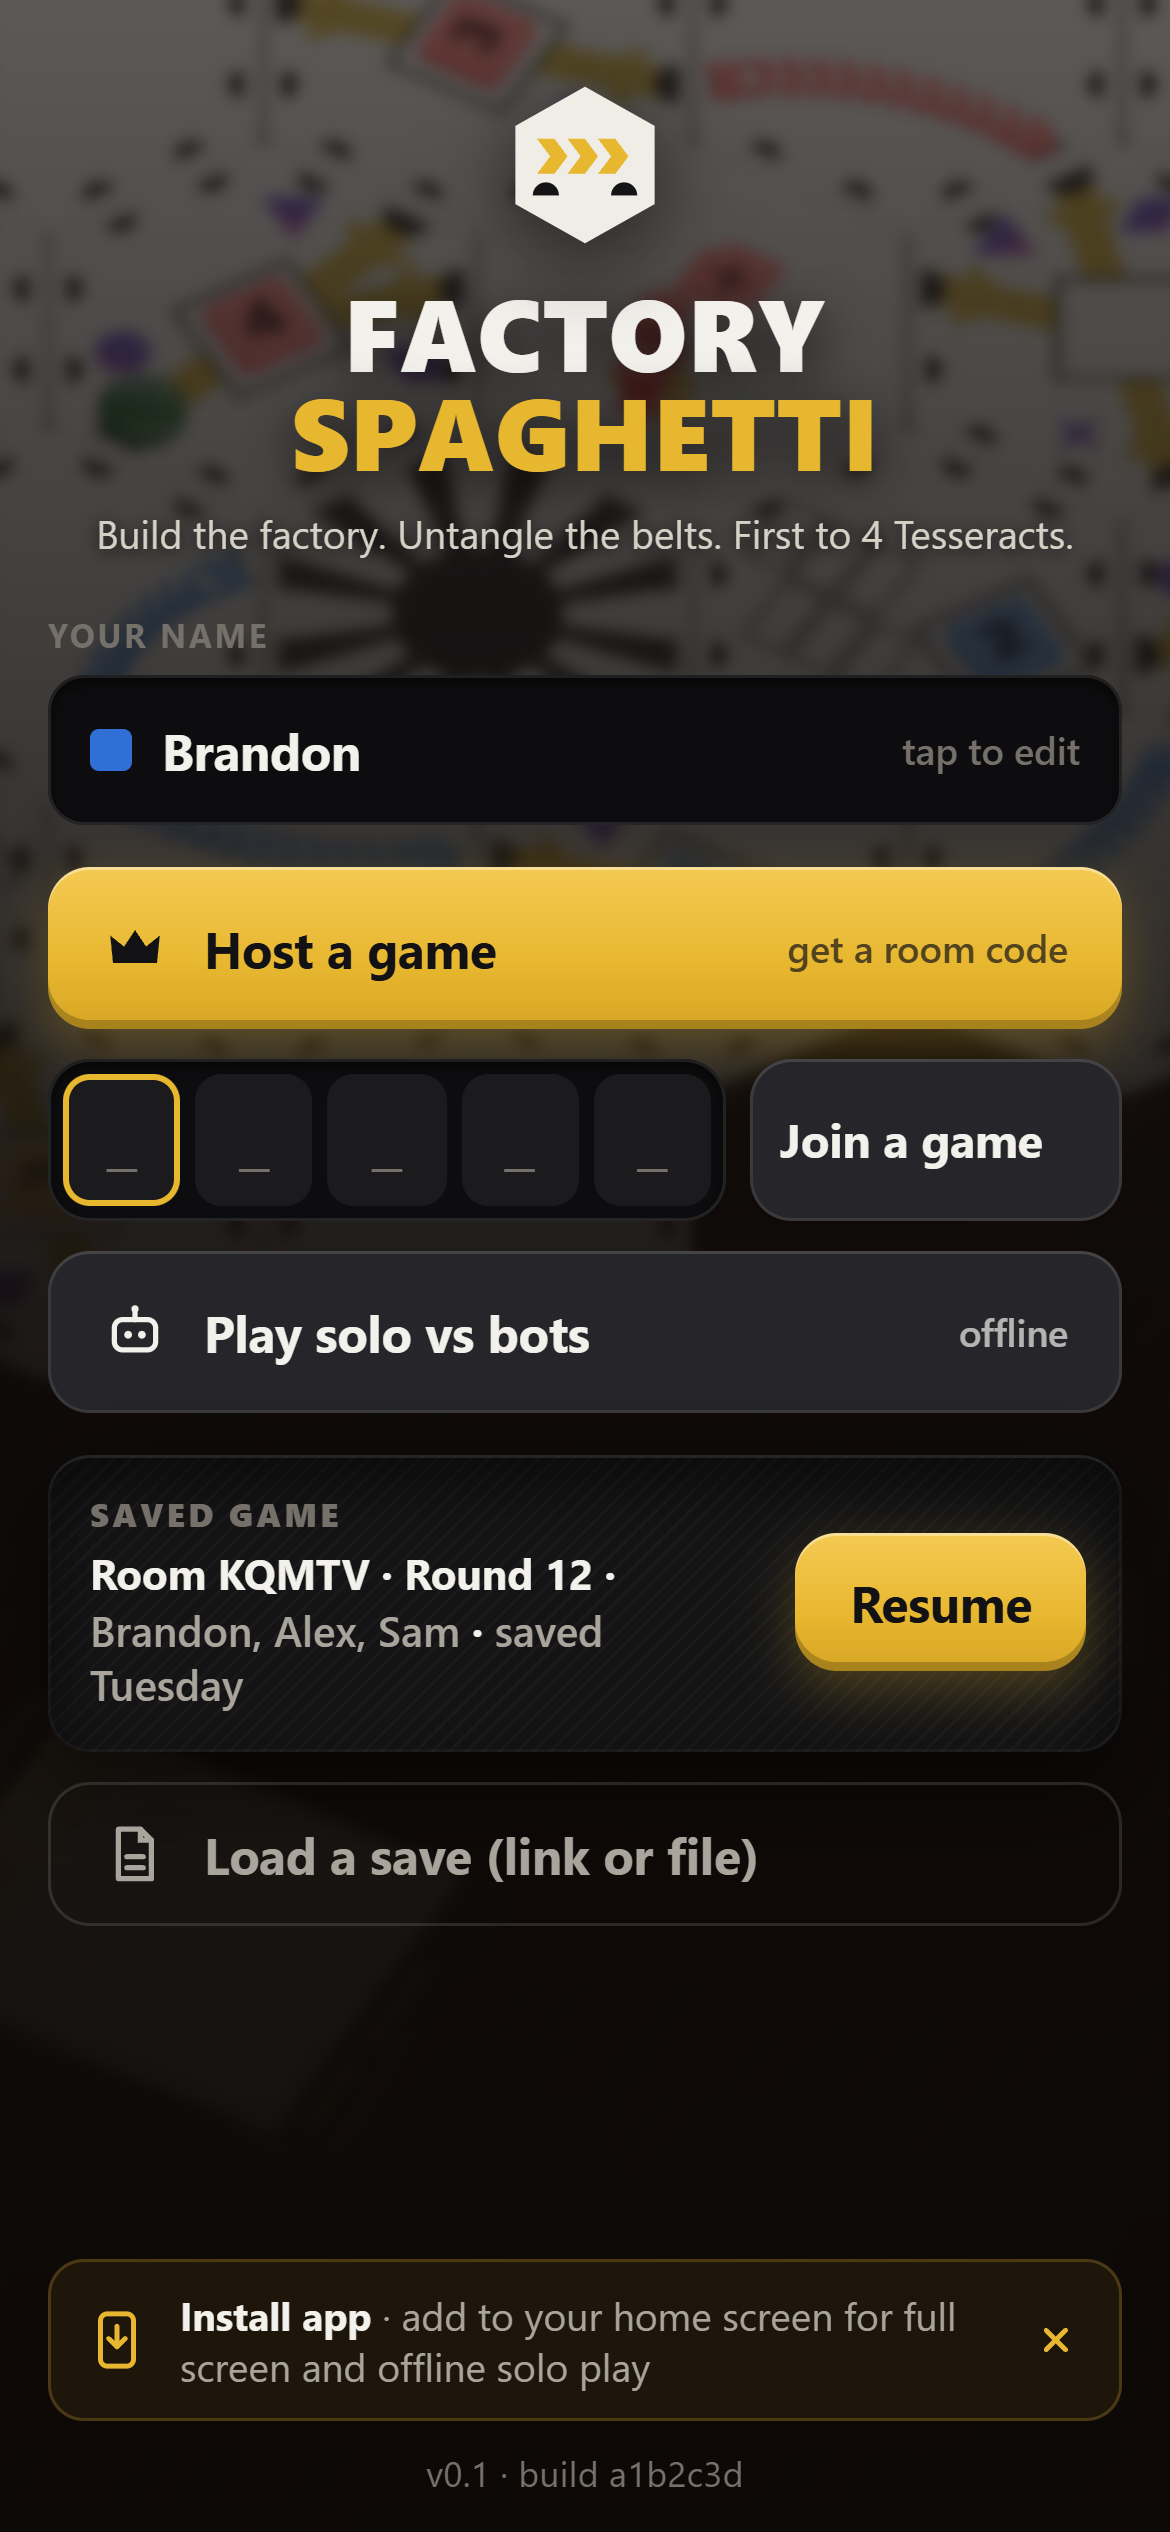 FACTORY
SPAGHETTI
Build the factory. Untangle the belts. First to 4 Tesseracts.
YOUR NAME
Brandon tap to edit
Host a game get a room code
_ _ _ _ _ Join a game
Play solo vs bots offline
SAVED GAME
Room KQMTV · Round 12 ·
Brandon, Alex, Sam · saved
Tuesday
Resume
Load a save (link or file)
Install app · add to your home screen for full
screen and offline solo play
v0.1 · build a1b2c3d